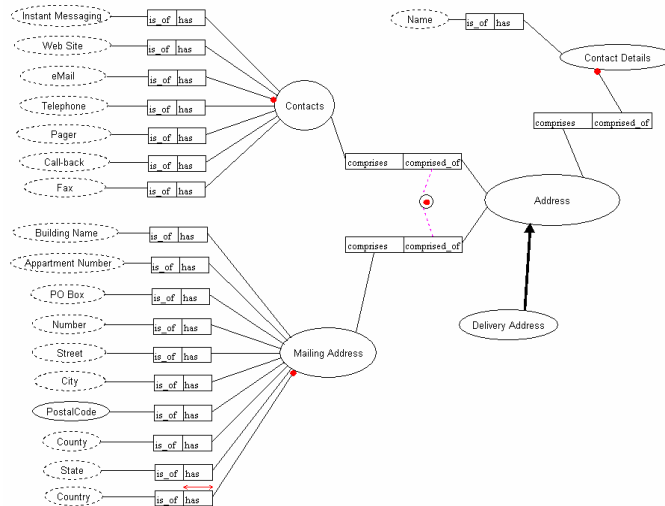 Instant Messaging is_of has
Name is_of has
Web Site is_of has
Contact Details
eMail is_of has
Telephone is_of has
Contacts
comprises comprised_of
Pager is_of has
Call-back is_of has
comprises comprised_of
Fax is_of has
Address
Building Name is_of has
comprises comprised_of
Appartment Number is_of has
PO Box is_of has
Number is_of has
Delivery Address
Street is_of has
Mailing Address
City is_of has
PostalCode is_of has
County is_of has
State is_of has
Country is_of has